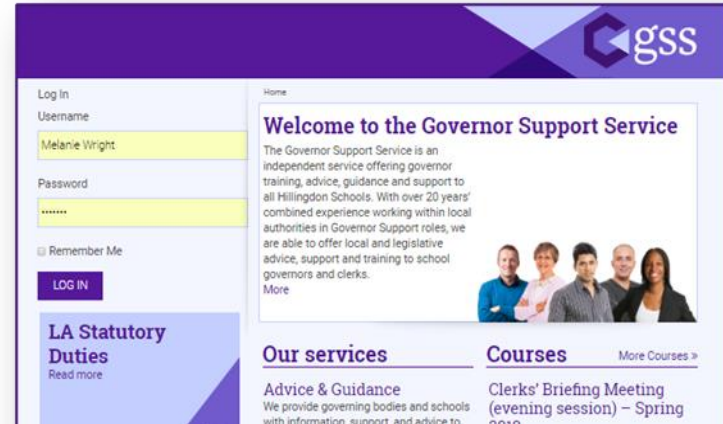 gss
Log In
Username
Melanie Wright
Password
•••••••
Remember Me
LOG IN
LA Statutory
Duties
Read more
Home
Welcome to the Governor Support Service
The Governor Support Service is an
independent service offering governor
training, advice, guidance and support to
all Hillingdon Schools. With over 20 years'
combined experience working within local
authorities in Governor Support roles, we
are able to offer local and legislative
advice, support and training to school
governors and clerks.
More
Our services
Advice & Guidance
We provide governing bodies and schools
with information, support, and advice to
Courses
More Courses »
Clerks' Briefing Meeting
(evening session) – Spring